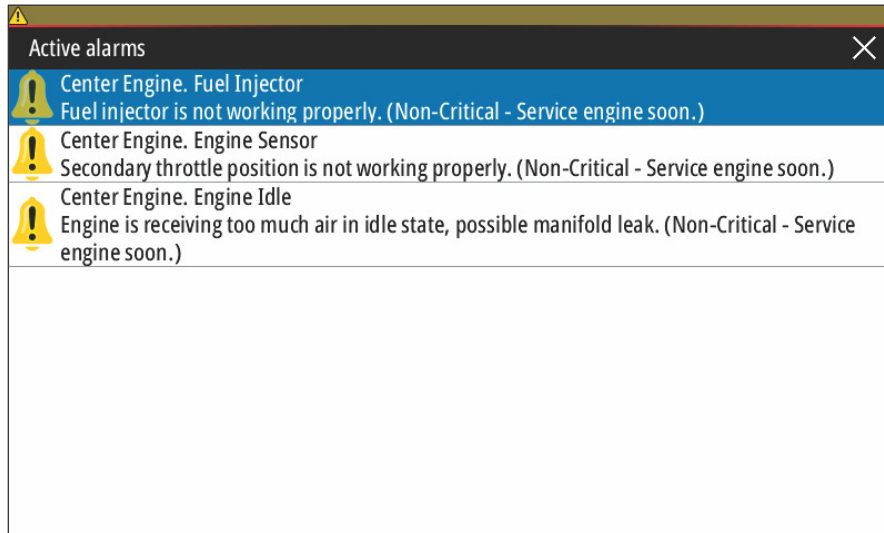 Active alarms
Center Engine. Fuel Injector
Fuel injector is not working properly. (Non-Critical - Service engine soon.)
Center Engine. Engine Sensor
Secondary throttle position is not working properly. (Non-Critical - Service engine soon.)
Center Engine. Engine Idle
Engine is receiving too much air in idle state, possible manifold leak. (Non-Critical - Service
engine soon.)